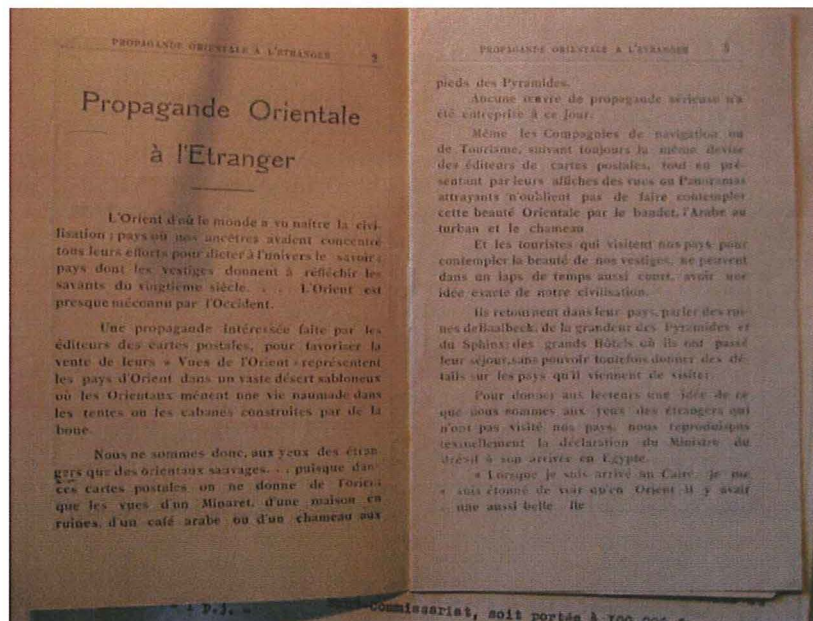 PROPAGANDE ORIENTALE À L'ETRANGER 2
Propagande Orientale
à l'Etranger
L'Orient d'où le monde a vu naître la civi-
lisation ; pays où nos ancêtres avaient concentré
tous leurs efforts pour dicter à l'univers le savoir ;
pays dont les vestiges donnent à réfléchir les
savants du vingtième siècle. . . . L'Orient est
presque méconnu par l'Occident.
Une propagande intéressée faite par les
éditeurs des cartes postales, pour favoriser la
vente de leurs « Vues de l'Orient » représentent
les pays d'Orient dans un vaste désert sabloneux
où les Orientaux mènent une vie naumade dans
les tentes ou les cabanes construites par de la
boue.
Nous ne sommes donc, aux yeux des étran
gers que des orientaux saavages. . . puisque dans
ces cartes postales on ne donne de l'orient
que les vues d'un Minaret, d'une maison en
ruines, d'un café arabe ou d'un chameau aux
PROPAGANDE ORIENTALE A L'ETRANGER 3
pieds des Pyramides.
Aucune œuvre de propagande sérieuse n'a
été entreprise à ce jour.
Même les Compagnies de navigation ou
de Tourisme, suivant toujours la même devise
des éditeurs de cartes postales, tout en pré-
sentant par leurs affiches des vues ou Panoramas
attrayants n'oublient pas de faire contempler
cette beauté Orientale par le baudet, l'Arabe au
turban et le chameau
Et les touristes qui visitent nos pays pour
contempler la beauté de nos vestiges, ne peuvent
dans un laps de temps aussi court, avoir une
idée exacte de notre civilisation.
Ils retournent dans leur pays, parler des rui-
nes de Baalbeck, de la grandeur des Pyramides et
du Sphinx; des grands Hôtels où ils ont passé
leur séjour, sans pouvoir toutefois donner des dé-
tails sur les pays qu'il viennent de visiter.
Pour donner aux lecteurs une idée de ce
que nous sommes aux yeux des étrangers qui
n'ont pas visité nos pays, nous reproduisons
textuellement la déclaration du Ministre du
Brésil à son arrivée en Egypte.
« Lorsque je suis arrivé au Caire, je me
« suis étonné de voir qu'en Orient il y avait
une aussi belle Ile
D.J.
Commissariat, soit portée à 100.000